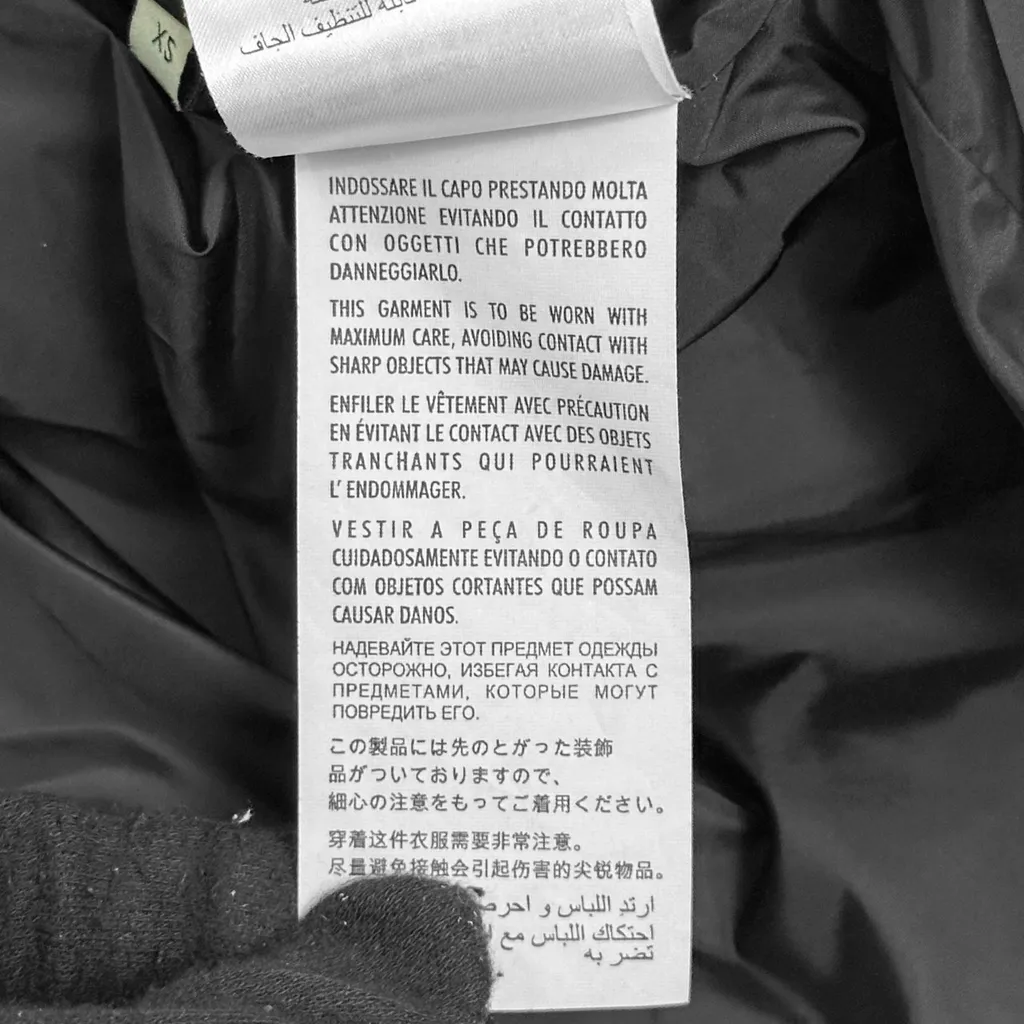 XS
للتنظيف الجاف
INDOSSARE IL CAPO PRESTANDO MOLTA
ATTENZIONE EVITANDO IL CONTATTO
CON OGGETTI CHE POTREBBERO
DANNEGGIARLO.
THIS GARMENT IS TO BE WORN WITH
MAXIMUM CARE, AVOIDING CONTACT WITH
SHARP OBJECTS THAT MAY CAUSE DAMAGE.
ENFILER LE VÊTEMENT AVEC PRÉCAUTION
EN ÉVITANT LE CONTACT AVEC DES OBJETS
TRANCHANTS QUI POURRAIENT
L' ENDOMMAGER.
VESTIR A PEÇA DE ROUPA
CUIDADOSAMENTE EVITANDO O CONTATO
COM OBJETOS CORTANTES QUE POSSAM
CAUSAR DANOS.
НАДЕВАЙТЕ ЭТОТ ПРЕДМЕТ ОДЕЖДЫ
ОСТОРОЖНО, ИЗБЕГАЯ КОНТАКТА С
ПРЕДМЕТАМИ, КОТОРЫЕ МОГУТ
ПОВРЕДИТЬ ЕГО.
この製品には先のとがった装飾
品がついておりますので、
細心の注意をもってご着用ください。
穿着这件衣服需要非常注意。
尽量避免接触会引起伤害的尖锐物品。
ارتد اللباس و
احتكاك اللباس مع
تضر به